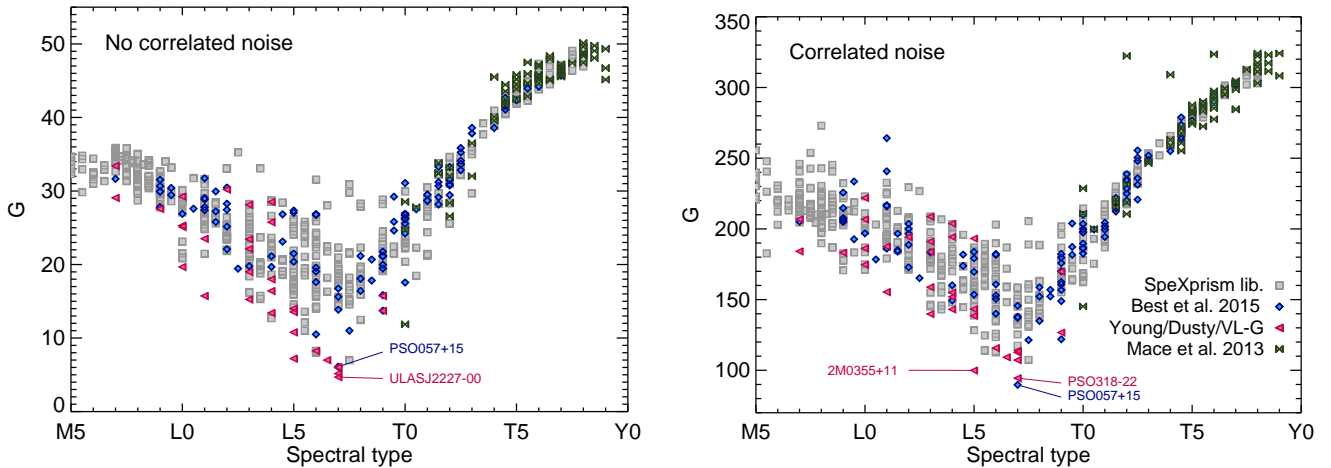 No correlated noise
50
40
30
20
10
0
G
PSO057+15
ULASJ2227-00
M5 L0 L5 T0 T5 Y0
Spectral type
Correlated noise
350
300
250
200
150
100
G
SpeXprism lib.
Best et al. 2015
Young/Dusty/VL-G
Mace et al. 2013
2M0355+11
PSO318-22
PSO057+15
M5 L0 L5 T0 T5 Y0
Spectral type